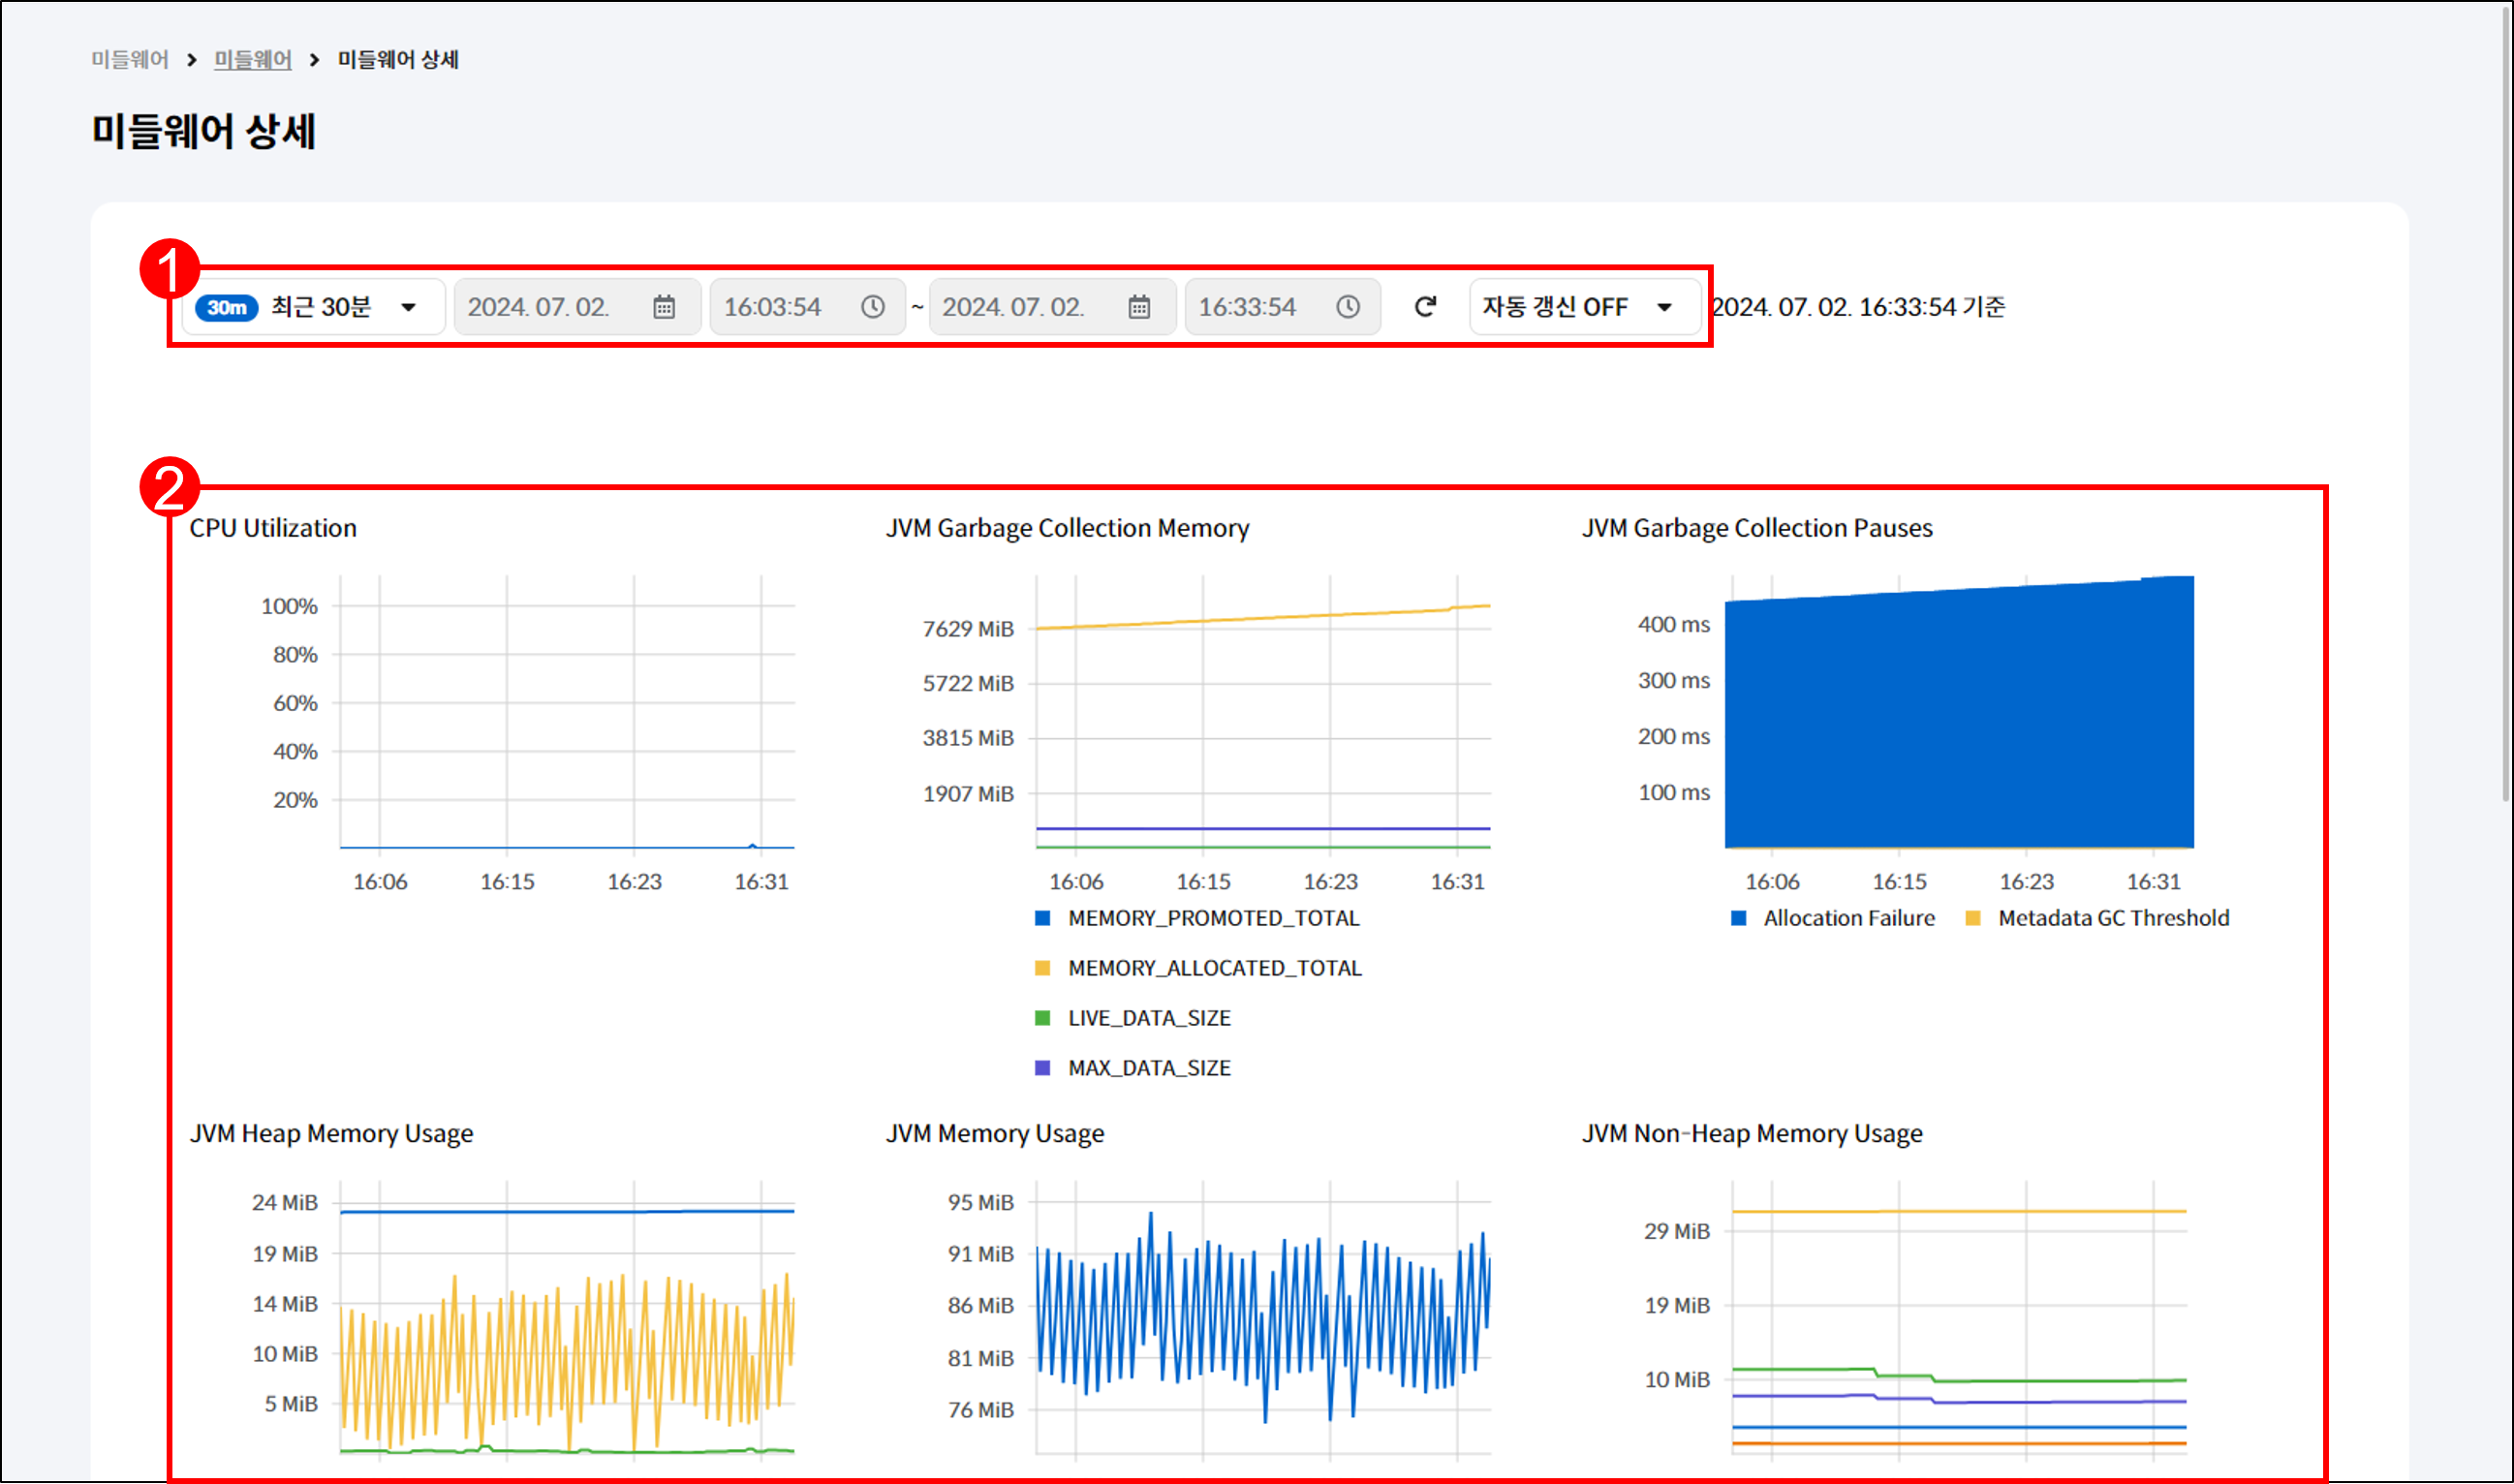 미들웨어 > 미들웨어 > 미들웨어 상세
미들웨어 상세
1
30m 최근 30분 2024. 07. 02. 16:03:54 ~ 2024. 07. 02. 16:33:54 자동 갱신 OFF 2024. 07. 02. 16:33:54 기준
2
CPU Utilization
100%
80%
60%
40%
20%
16:06 16:15 16:23 16:31
JVM Garbage Collection Memory
7629 MiB
5722 MiB
3815 MiB
1907 MiB
16:06 16:15 16:23 16:31
MEMORY_PROMOTED_TOTAL
MEMORY_ALLOCATED_TOTAL
LIVE_DATA_SIZE
MAX_DATA_SIZE
JVM Garbage Collection Pauses
400 ms
300 ms
200 ms
100 ms
16:06 16:15 16:23 16:31
Allocation Failure Metadata GC Threshold
JVM Heap Memory Usage
24 MiB
19 MiB
14 MiB
10 MiB
5 MiB
JVM Memory Usage
95 MiB
91 MiB
86 MiB
81 MiB
76 MiB
JVM Non-Heap Memory Usage
29 MiB
19 MiB
10 MiB